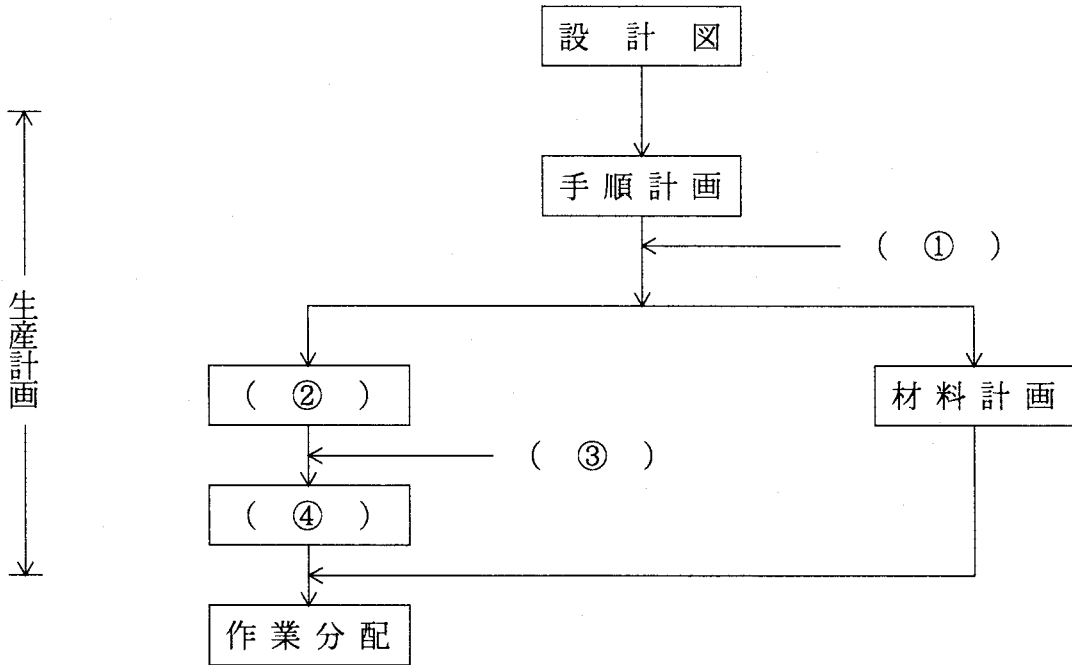 設計図
手順計画
( ① )
生産計画
( ② )
材料計画
( ③ )
( ④ )
作業分配